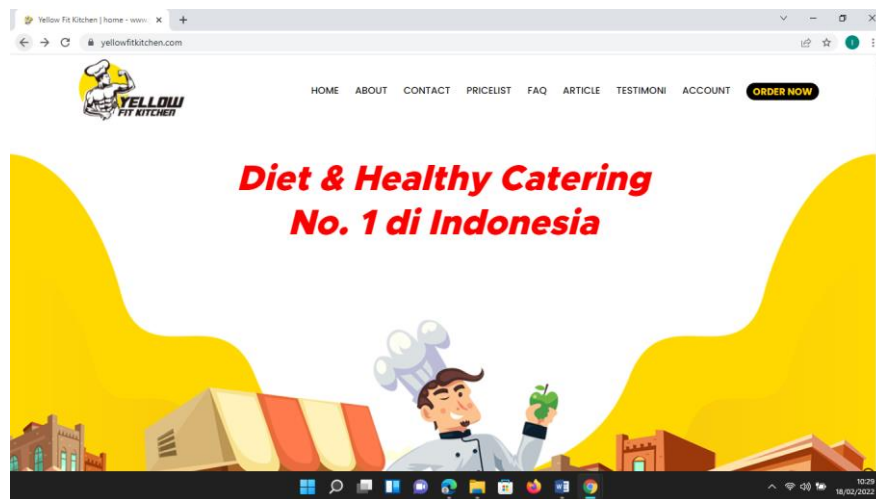 Yellow Fit Kitchen | home - www.
yellowfitkitchen.com
YELLOW
FIT KITCHEN
HOME ABOUT CONTACT PRICELIST FAQ ARTICLE TESTIMONI ACCOUNT ORDER NOW
Diet & Healthy Catering
No. 1 di Indonesia
10:29
18/02/2022